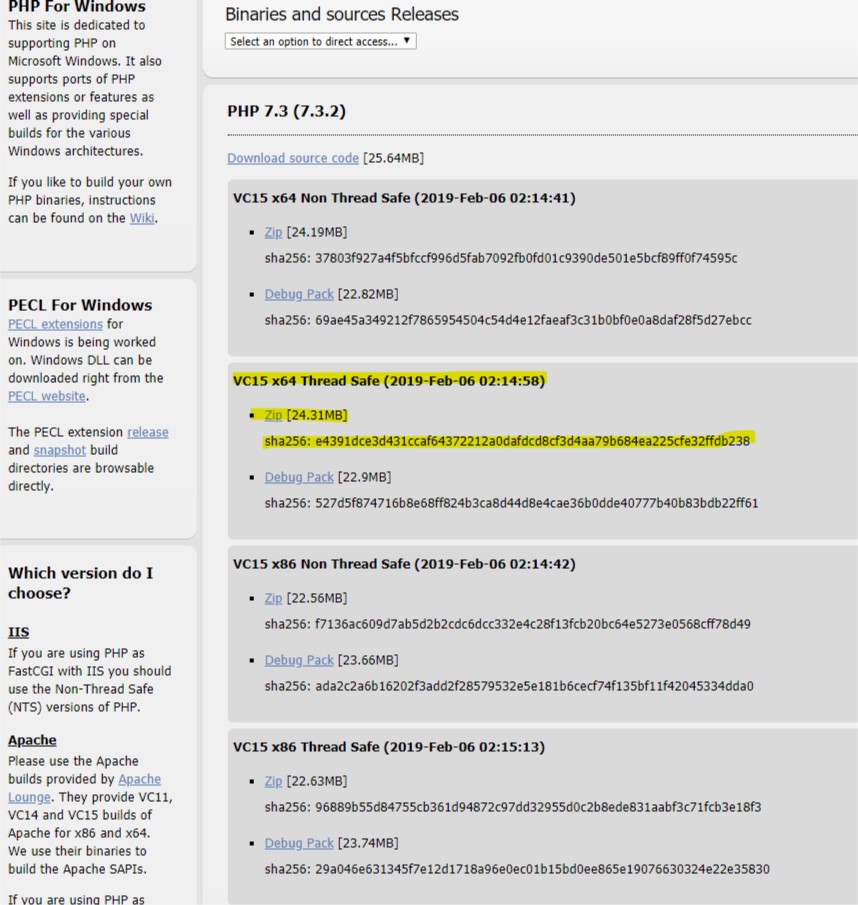 PHP For Windows
This site is dedicated to
supporting PHP on
Microsoft Windows. It also
supports ports of PHP
extensions or features as
well as providing special
builds for the various
Windows architectures.
If you like to build your own
PHP binaries, instructions
can be found on the Wiki.
PECL For Windows
PECL extensions for
Windows is being worked
on. Windows DLL can be
downloaded right from the
PECL website.
The PECL extension release
and snapshot build
directories are browsable
directly.
Which version do I
choose?
IIS
If you are using PHP as
FastCGI with IIS you should
use the Non-Thread Safe
(NTS) versions of PHP.
Apache
Please use the Apache
builds provided by Apache
Lounge. They provide VC11,
VC14 and VC15 builds of
Apache for x86 and x64.
We use their binaries to
build the Apache SAPIs.
If you are using PHP as
Binaries and sources Releases
Select an option to direct access...
PHP 7.3 (7.3.2)
Download source code [25.64MB]
VC15 x64 Non Thread Safe (2019-Feb-06 02:14:41)
Zip [24.19MB]
sha256: 37803f927a4f5bfccf996d5fab7092fb0fd01c9390de501e5bcf89ff0f74595c
Debug Pack [22.82MB]
sha256: 69ae45a349212f7865954504c54d4e12faeaf3c31b0bf0e0a8daf28f5d27ebcc
VC15 x64 Thread Safe (2019-Feb-06 02:14:58)
Zip [24.31MB]
sha256: e4391dce3d431ccaf64372212a0dafdcd8cf3d4aa79b684ea225cfe32ffdb238
Debug Pack [22.9MB]
sha256: 527d5f874716b8e68ff824b3ca8d44d8e4cae36b0dde40777b40b83bdb22ff61
VC15 x86 Non Thread Safe (2019-Feb-06 02:14:42)
Zip [22.56MB]
sha256: f7136ac609d7ab5d2b2cdc6dcc332e4c28f13fcb20bc64e5273e0568cff78d49
Debug Pack [23.66MB]
sha256: ada2c2a6b16202f3add2f28579532e5e181b6cecf74f135bf11f42045334dda0
VC15 x86 Thread Safe (2019-Feb-06 02:15:13)
Zip [22.63MB]
sha256: 96889b55d84755cb361d94872c97dd32955d0c2b8ede831aabf3c71fcb3e18f3
Debug Pack [23.74MB]
sha256: 29a046e631345f7e12d1718a96e0ec01b15bd0ee865e19076630324e22e35830